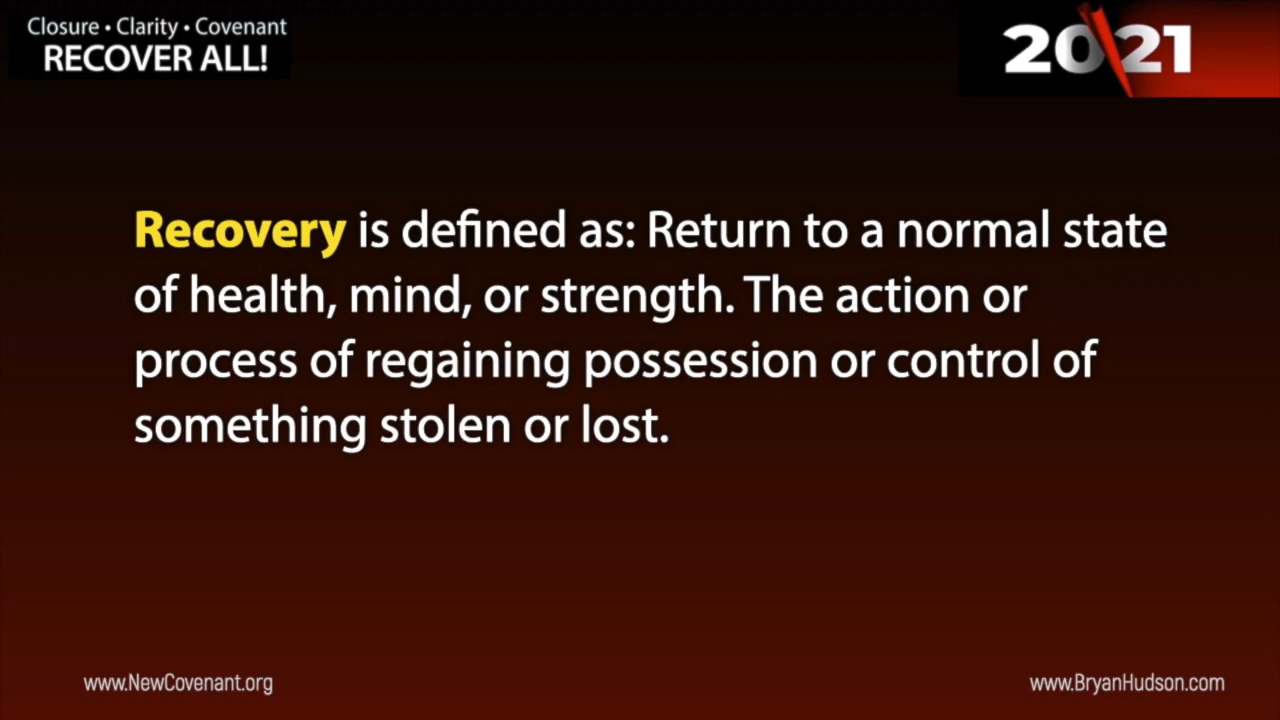 Closure • Clarity • Covenant
RECOVER ALL!
2021
Recovery is defined as: Return to a normal state
of health, mind, or strength. The action or
process of regaining possession or control of
something stolen or lost.
www.NewCovenant.org
www.BryanHudson.com